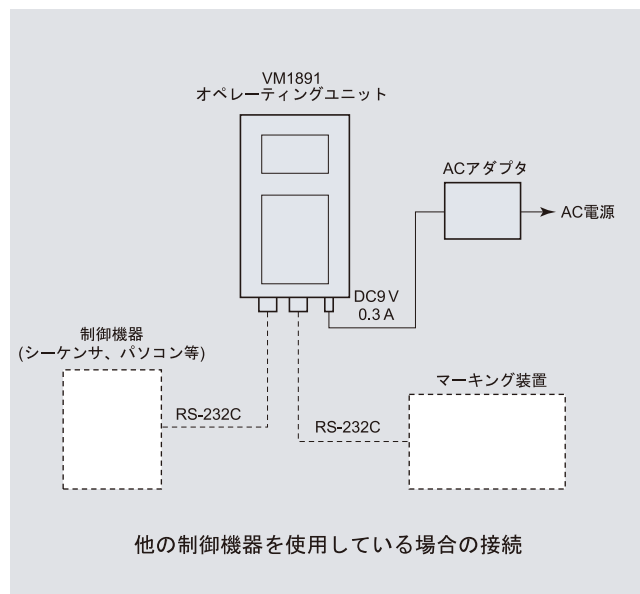 VM1891
オペレーティングユニット
ACアダプタ
AC電源
DC9V
0.3A
制御機器
(シーケンサ、パソコン等)
マーキング装置
RS-232C
RS-232C
他の制御機器を使用している場合の接続